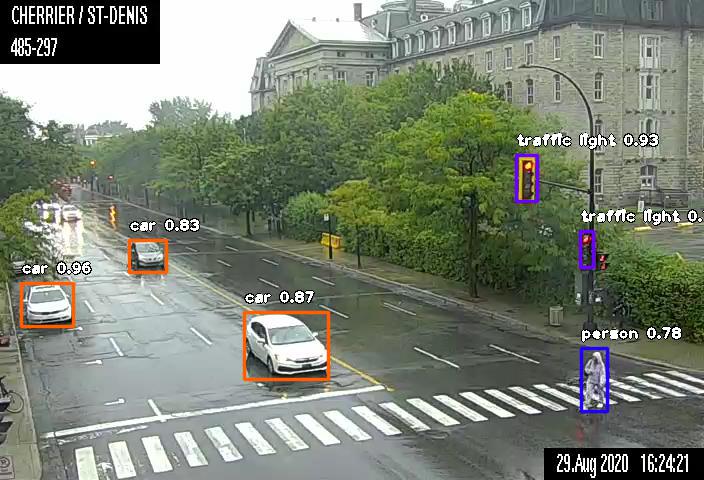 CHERRIER / ST-DENIS
485-297
traffic light 0.93
traffic light 0.
car 0.83
car 0.96
car 0.87
person 0.78
29.Aug 2020 16:24:21